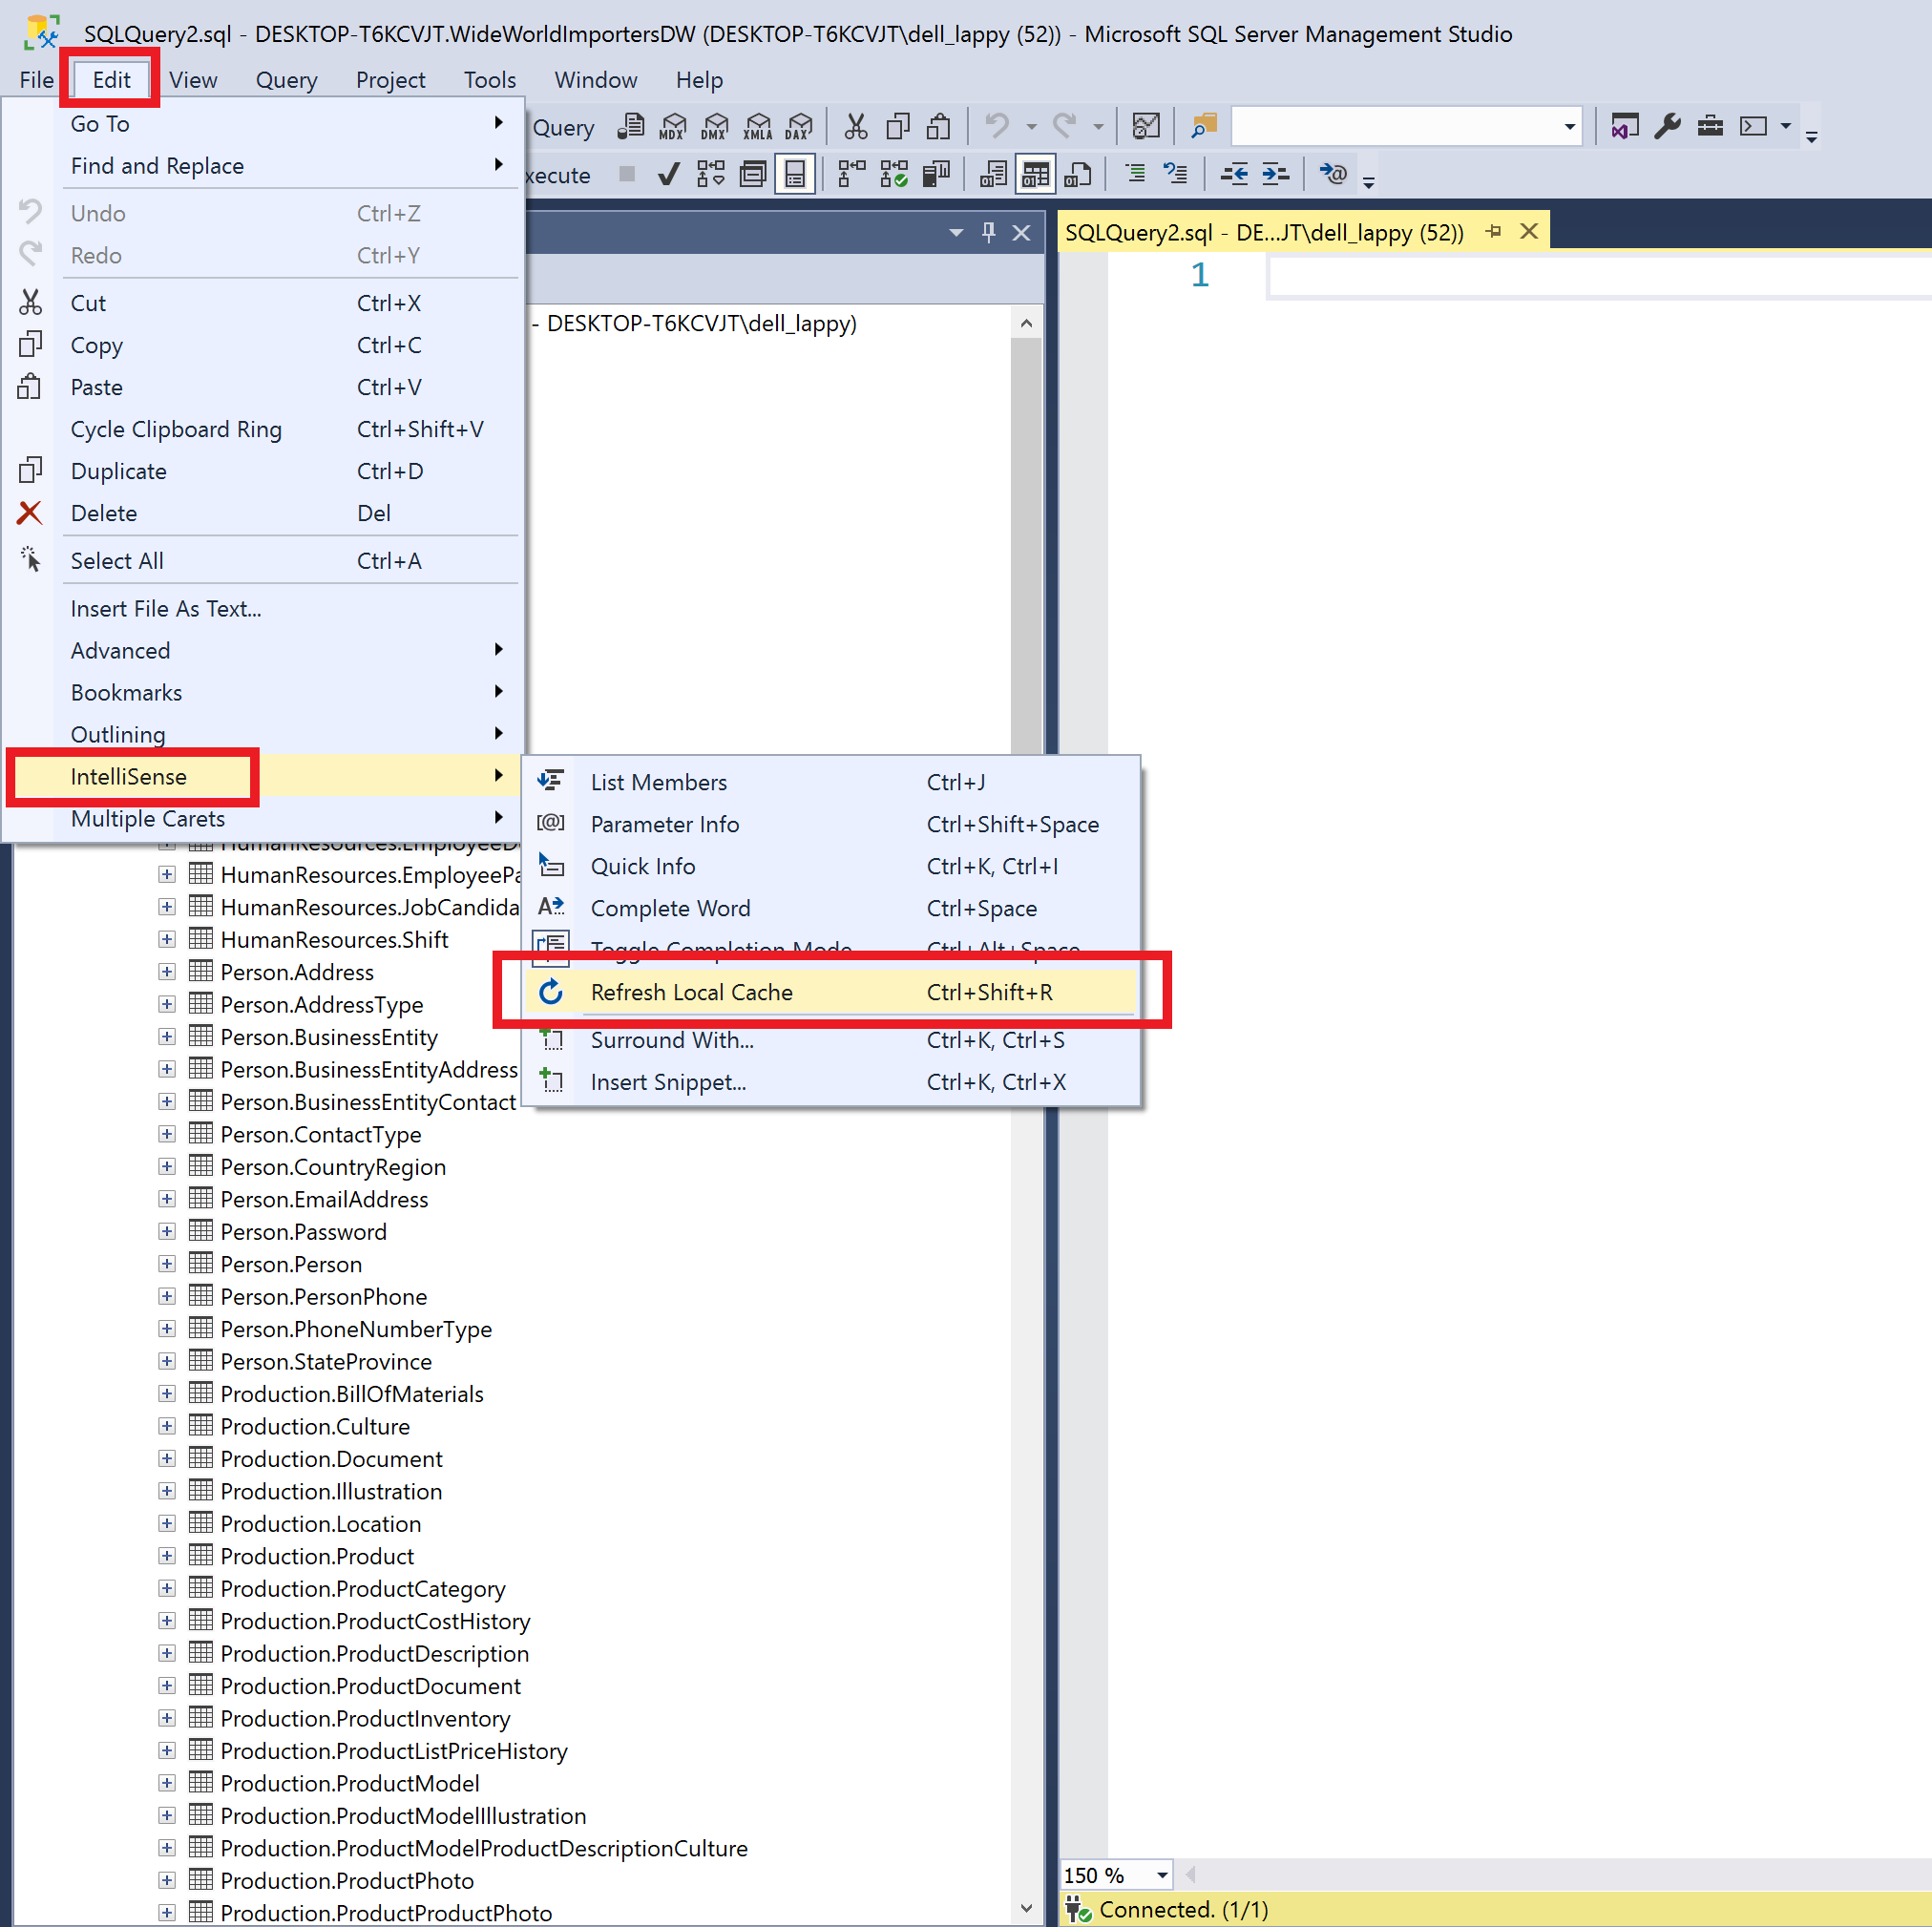 SQLQuery2.sql - DESKTOP-T6KCVJT.WideWorldImportersDW (DESKTOP-T6KCVJT\dell_lappy (52)) - Microsoft SQL Server Management Studio
File Edit View Query Project Tools Window Help
Query MDX DMX XMLA DAX
xecute
Go To
Find and Replace
Undo Ctrl+Z
Redo Ctrl+Y
Cut Ctrl+X
Copy Ctrl+C
Paste Ctrl+V
Cycle Clipboard Ring Ctrl+Shift+V
Duplicate Ctrl+D
Delete Del
Select All Ctrl+A
Insert File As Text...
Advanced
Bookmarks
Outlining
IntelliSense
Multiple Carets
List Members Ctrl+J
Parameter Info Ctrl+Shift+Space
Quick Info Ctrl+K, Ctrl+I
Complete Word Ctrl+Space
Toggle Completion Mode Ctrl+Alt+Space
Refresh Local Cache Ctrl+Shift+R
Surround With... Ctrl+K, Ctrl+S
Insert Snippet... Ctrl+K, Ctrl+X
- DESKTOP-T6KCVJT\dell_lappy)
HumanResources.EmployeeD
HumanResources.EmployeePa
HumanResources.JobCandida
HumanResources.Shift
Person.Address
Person.AddressType
Person.BusinessEntity
Person.BusinessEntityAddress
Person.BusinessEntityContact
Person.ContactType
Person.CountryRegion
Person.EmailAddress
Person.Password
Person.Person
Person.PersonPhone
Person.PhoneNumberType
Person.StateProvince
Production.BillOfMaterials
Production.Culture
Production.Document
Production.Illustration
Production.Location
Production.Product
Production.ProductCategory
Production.ProductCostHistory
Production.ProductDescription
Production.ProductDocument
Production.ProductInventory
Production.ProductListPriceHistory
Production.ProductModel
Production.ProductModelIllustration
Production.ProductModelProductDescriptionCulture
Production.ProductPhoto
Production.ProductProductPhoto
SQLQuery2.sql - DE...JT\dell_lappy (52))
1
150 %
Connected. (1/1)